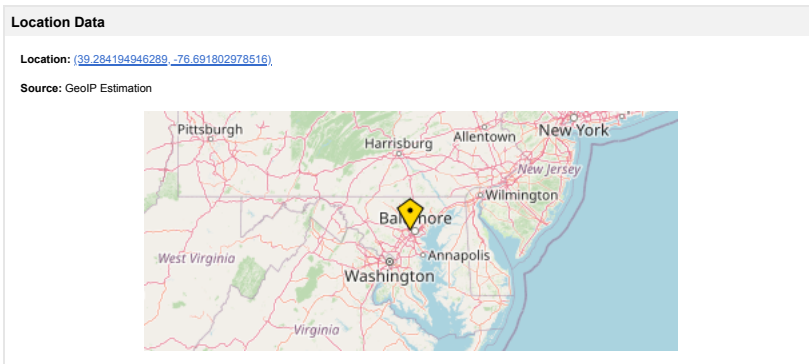 Location Data
Location: (39.284194946289, -76.691802978516)
Source: GeoIP Estimation
Pittsburgh
Harrisburg
Allentown
New York
New Jersey
Wilmington
Baltimore
West Virginia
Annapolis
Washington
Virginia